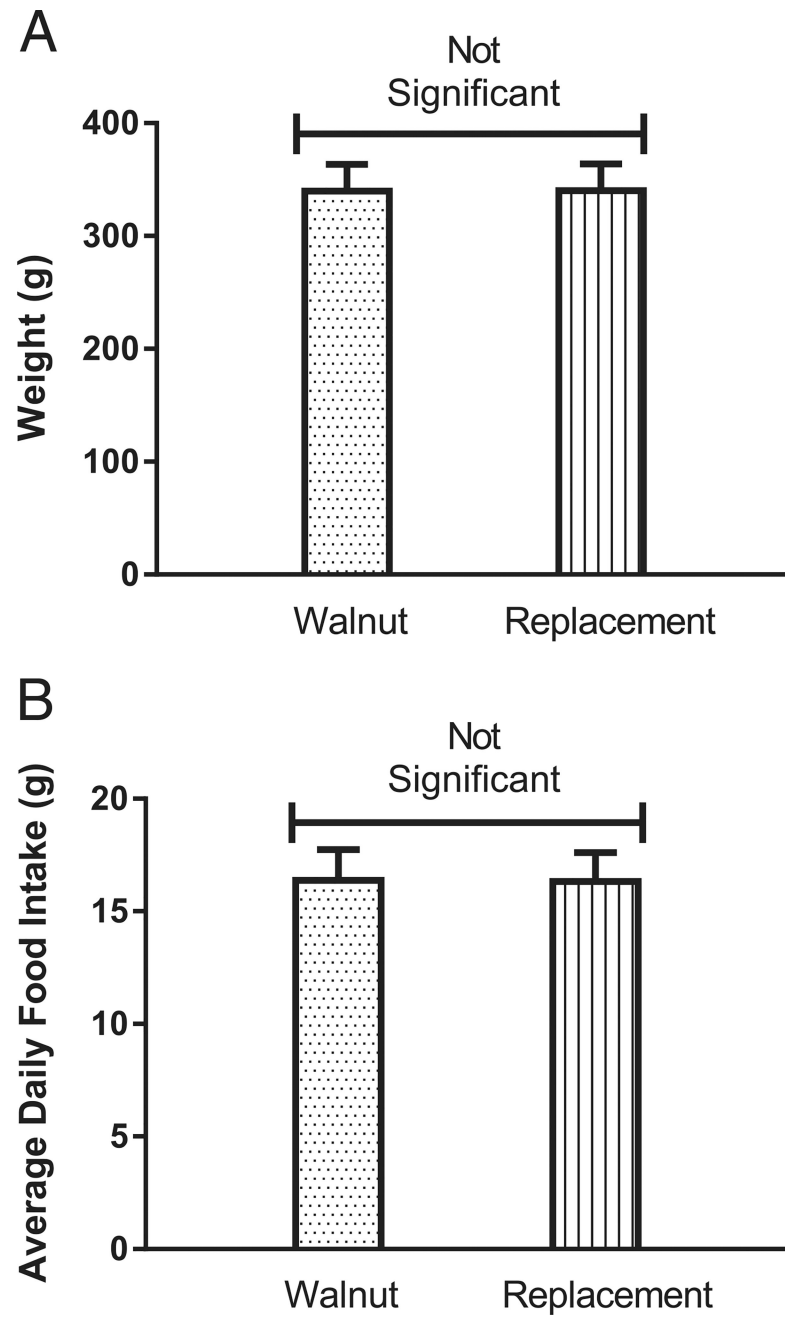 A
Not
Significant
400
300
200
100
0
Weight (g)
Walnut Replacement
B
Not
Significant
20
15
10
5
0
Average Daily Food Intake (g)
Walnut Replacement